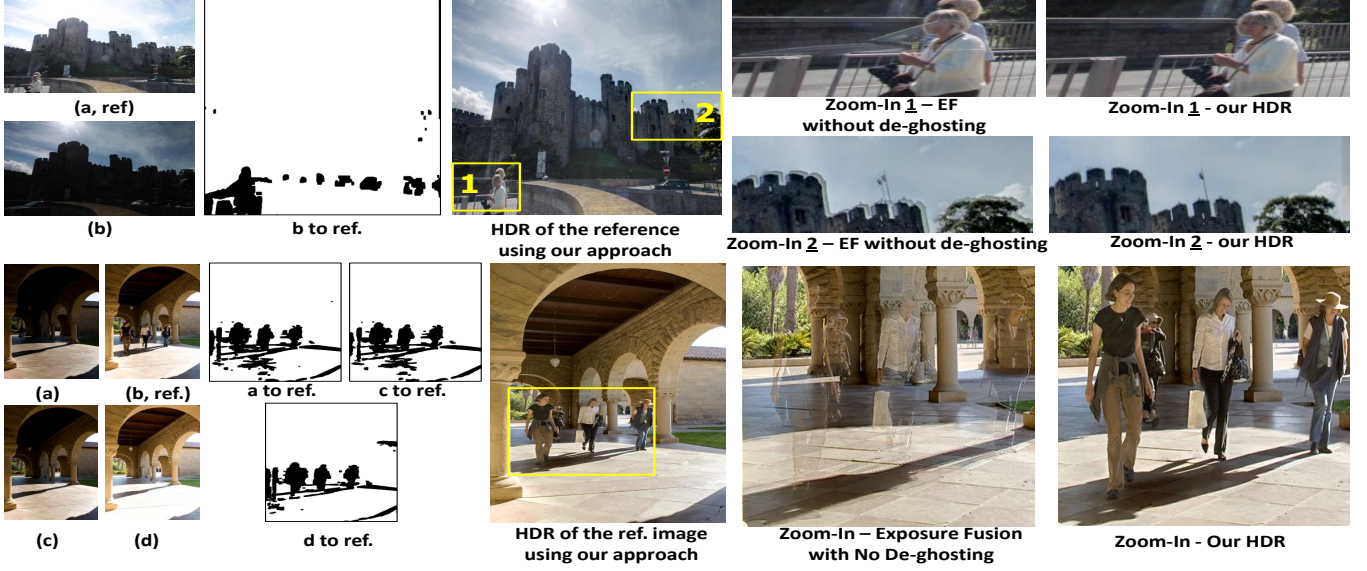 (a, ref)
(b)
b to ref.
1
2
HDR of the reference
using our approach
Zoom-In 1 – EF
without de-ghosting
Zoom-In 1 - our HDR
Zoom-In 2 – EF without de-ghosting
Zoom-In 2 - our HDR
(a)
(b, ref.)
a to ref.
c to ref.
(c)
(d)
d to ref.
HDR of the ref. image
using our approach
Zoom-In – Exposure Fusion
with No De-ghosting
Zoom-In - Our HDR